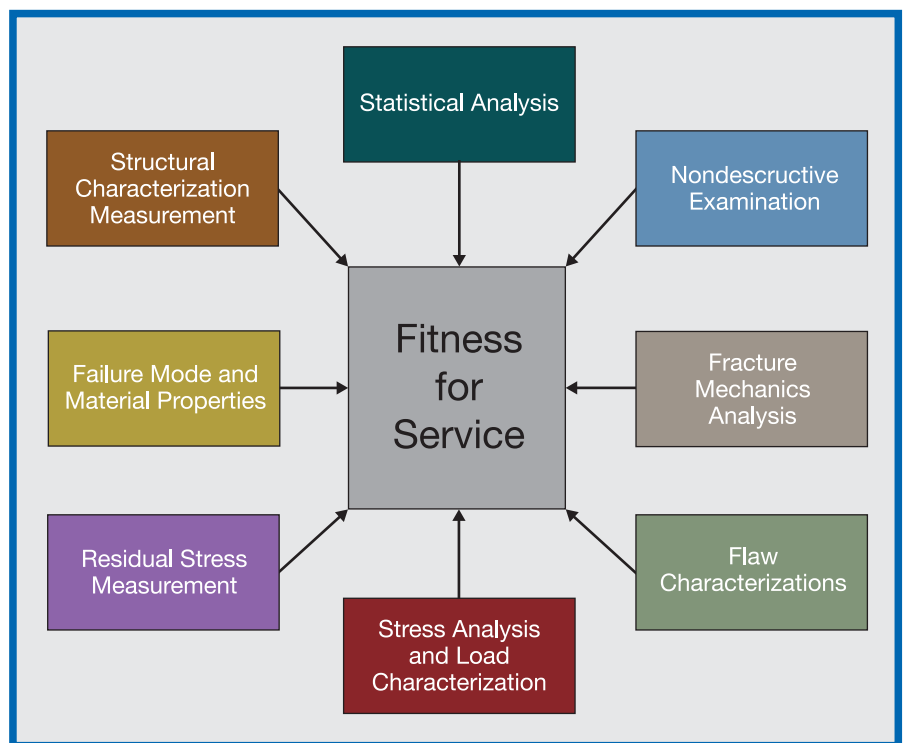 Statistical Analysis
Structural
Characterization
Measurement
Nondescructive
Examination
Fitness
for
Service
Failure Mode and
Material Properties
Fracture
Mechanics
Analysis
Residual Stress
Measurement
Flaw
Characterizations
Stress Analysis
and Load
Characterization